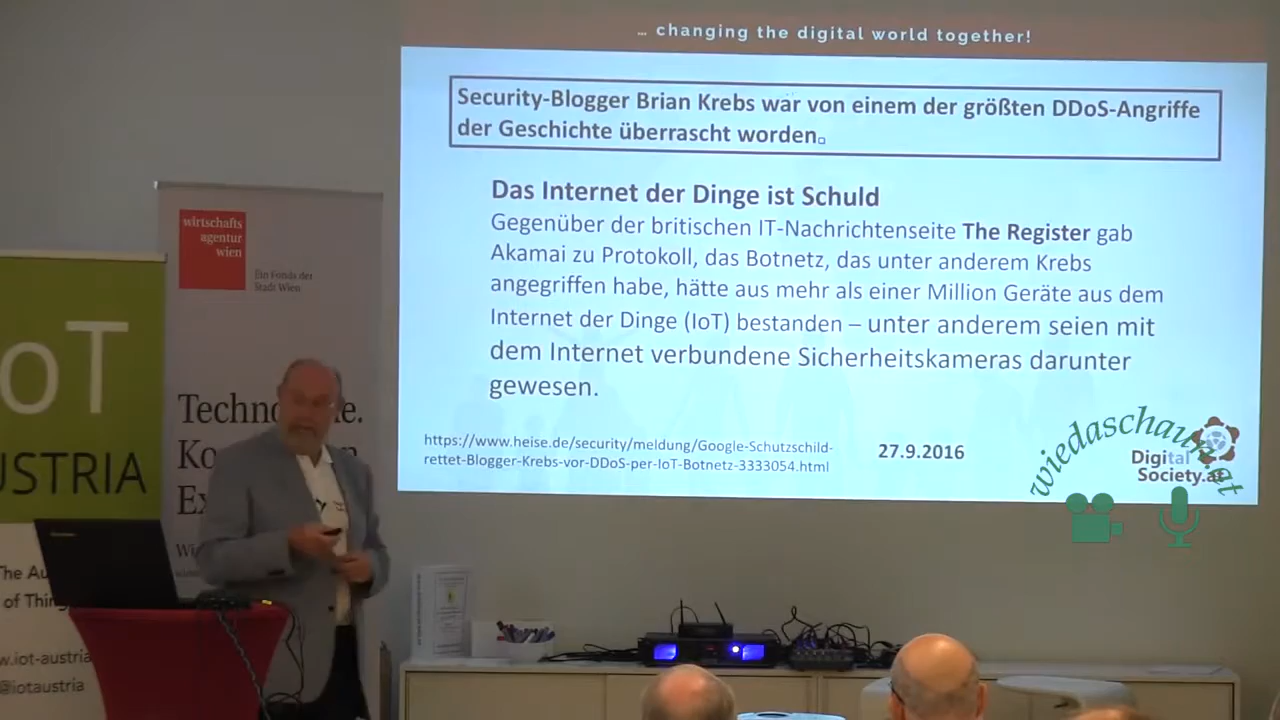 … changing the digital world together!
Security-Blogger Brian Krebs war von einem der größten DDoS-Angriffe
der Geschichte überrascht worden.
Das Internet der Dinge ist Schuld
Gegenüber der britischen IT-Nachrichtenseite The Register gab
Akamai zu Protokoll, das Botnetz, das unter anderem Krebs
angegriffen habe, hätte aus mehr als einer Million Geräte aus dem
Internet der Dinge (IoT) bestanden – unter anderem seien mit
dem Internet verbundene Sicherheitskameras darunter
gewesen.
https://www.heise.de/security/meldung/Google-Schutzschild-
rettet-Blogger-Krebs-vor-DDoS-per-IoT-Botnetz-3333054.html
27.9.2016
wiedaschaun.at
Digital
Society.at
wirtschafts
agentur
wien
Ein Fonds der
Stadt Wien
Techno e.
Ko n
Ex
Wi
oT
USTRIA
he Au
of Thing
w.iot-austria
@iotaustria